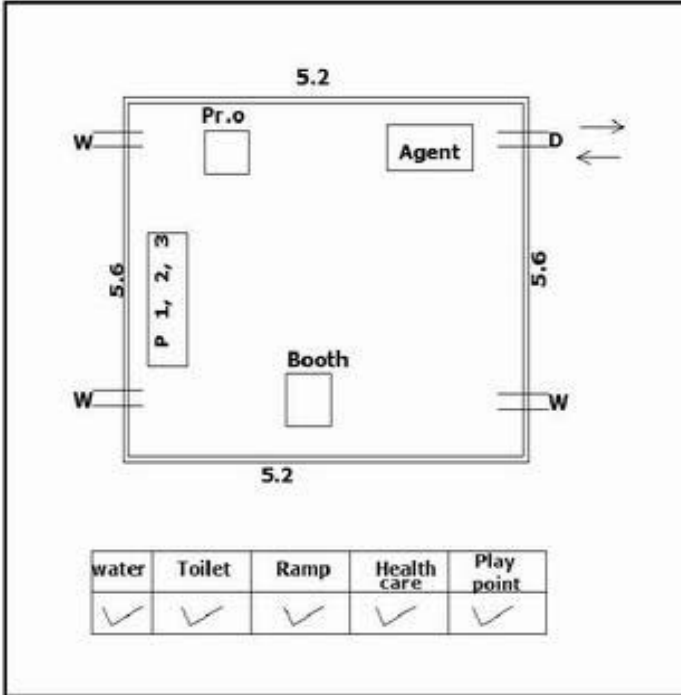 5.2
Pr.o
W
Agent
D
P 1, 2, 3
5.6
5.6
Booth
W
W
5.2
water Toilet Ramp Health care Play point